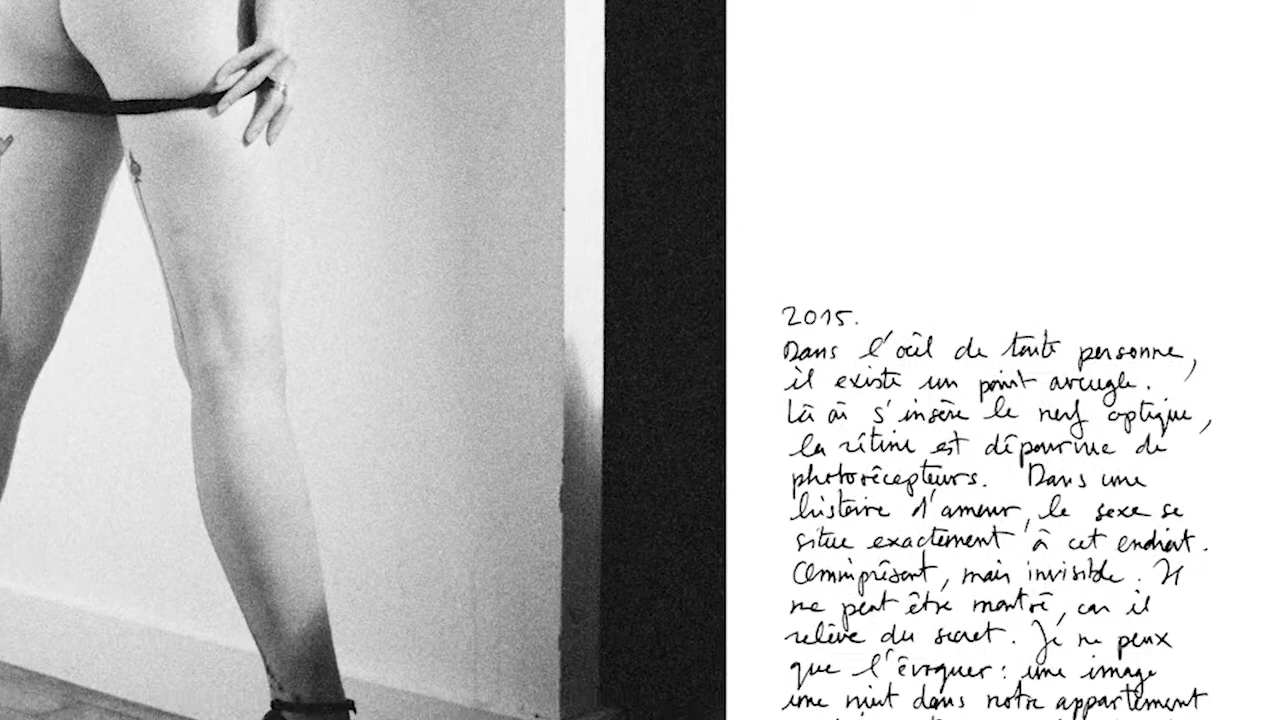 2015.
Dans l'œil de toute personne,
il existe un point aveugle.
Là où s'insère le nerf optique,
la rétine est dépourvue de
photorécepteurs. Dans une
histoire d'amour, le sexe se
situe exactement à cet endroit.
Omniprésent, mais invisible. Il
ne peut être montré, car il
relève du secret. Je ne peux
que l'évoquer : une image
une nuit dans notre appartement